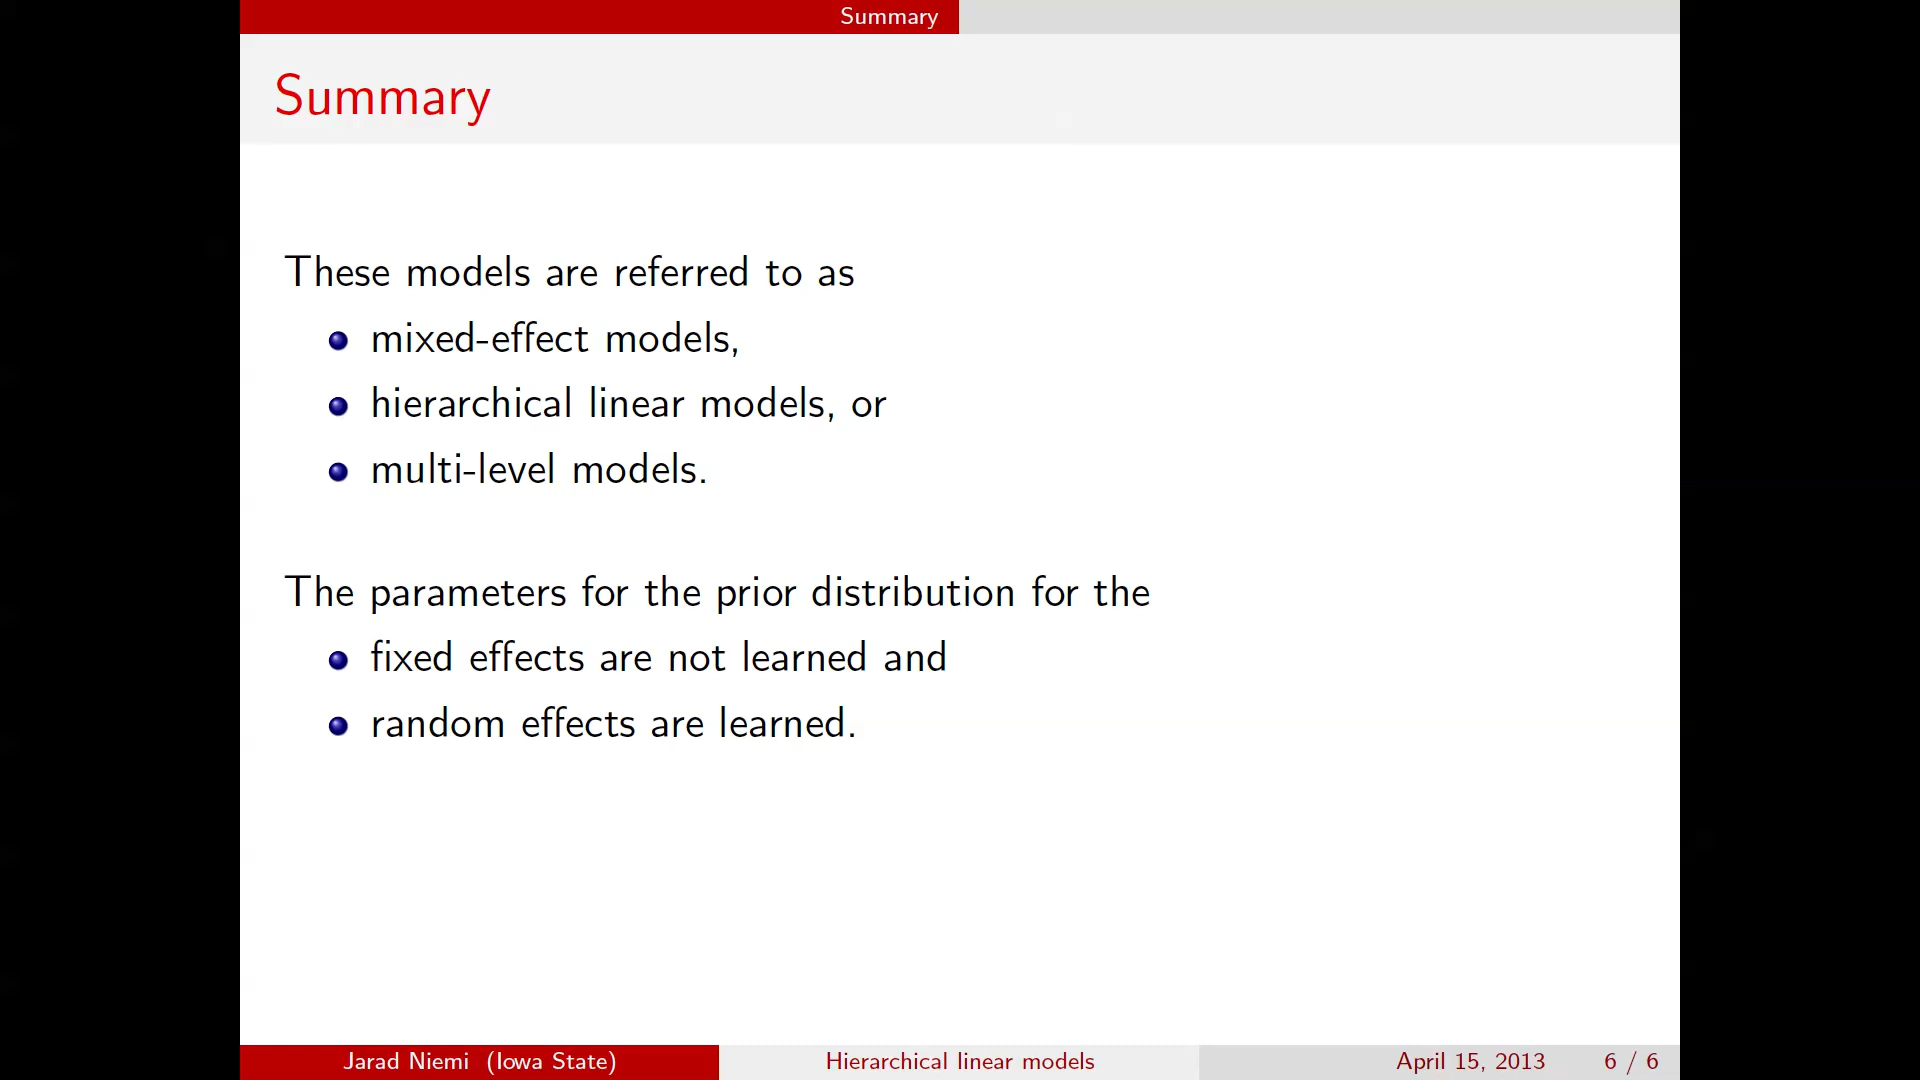 Summary
Summary
These models are referred to as
mixed-effect models,
hierarchical linear models, or
multi-level models.
The parameters for the prior distribution for the
fixed effects are not learned and
random effects are learned.
Jarad Niemi (Iowa State)
Hierarchical linear models
April 15, 2013
6 / 6